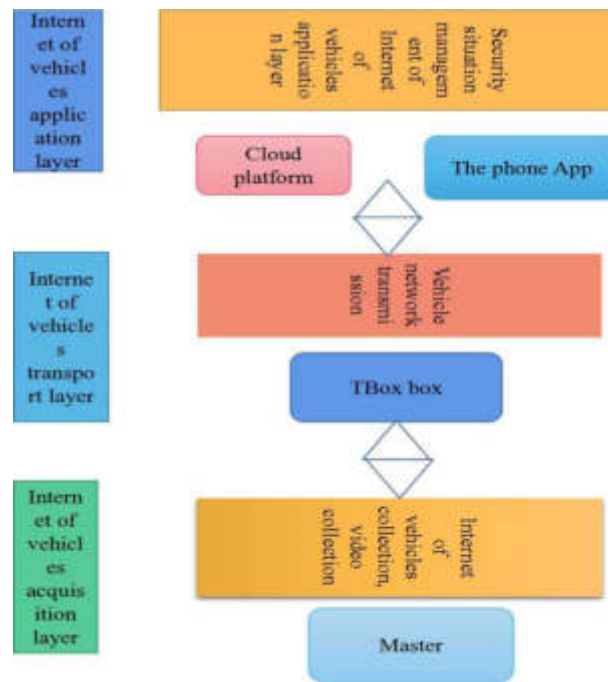 Intern
et of
vehicl
es
applic
ation
layer
Security
situation
managem
ent of
Internet
of
vehicles
applicatio
n layer
Cloud
platform
The phone App
Interne
t of
vehicle
s
transpo
rt layer
Vehicle
network
transmi
ssion
TBox box
Intern
et of
vehicl
es
acquis
ition
layer
Internet
of
vehicles
collection,
video
collection
Master